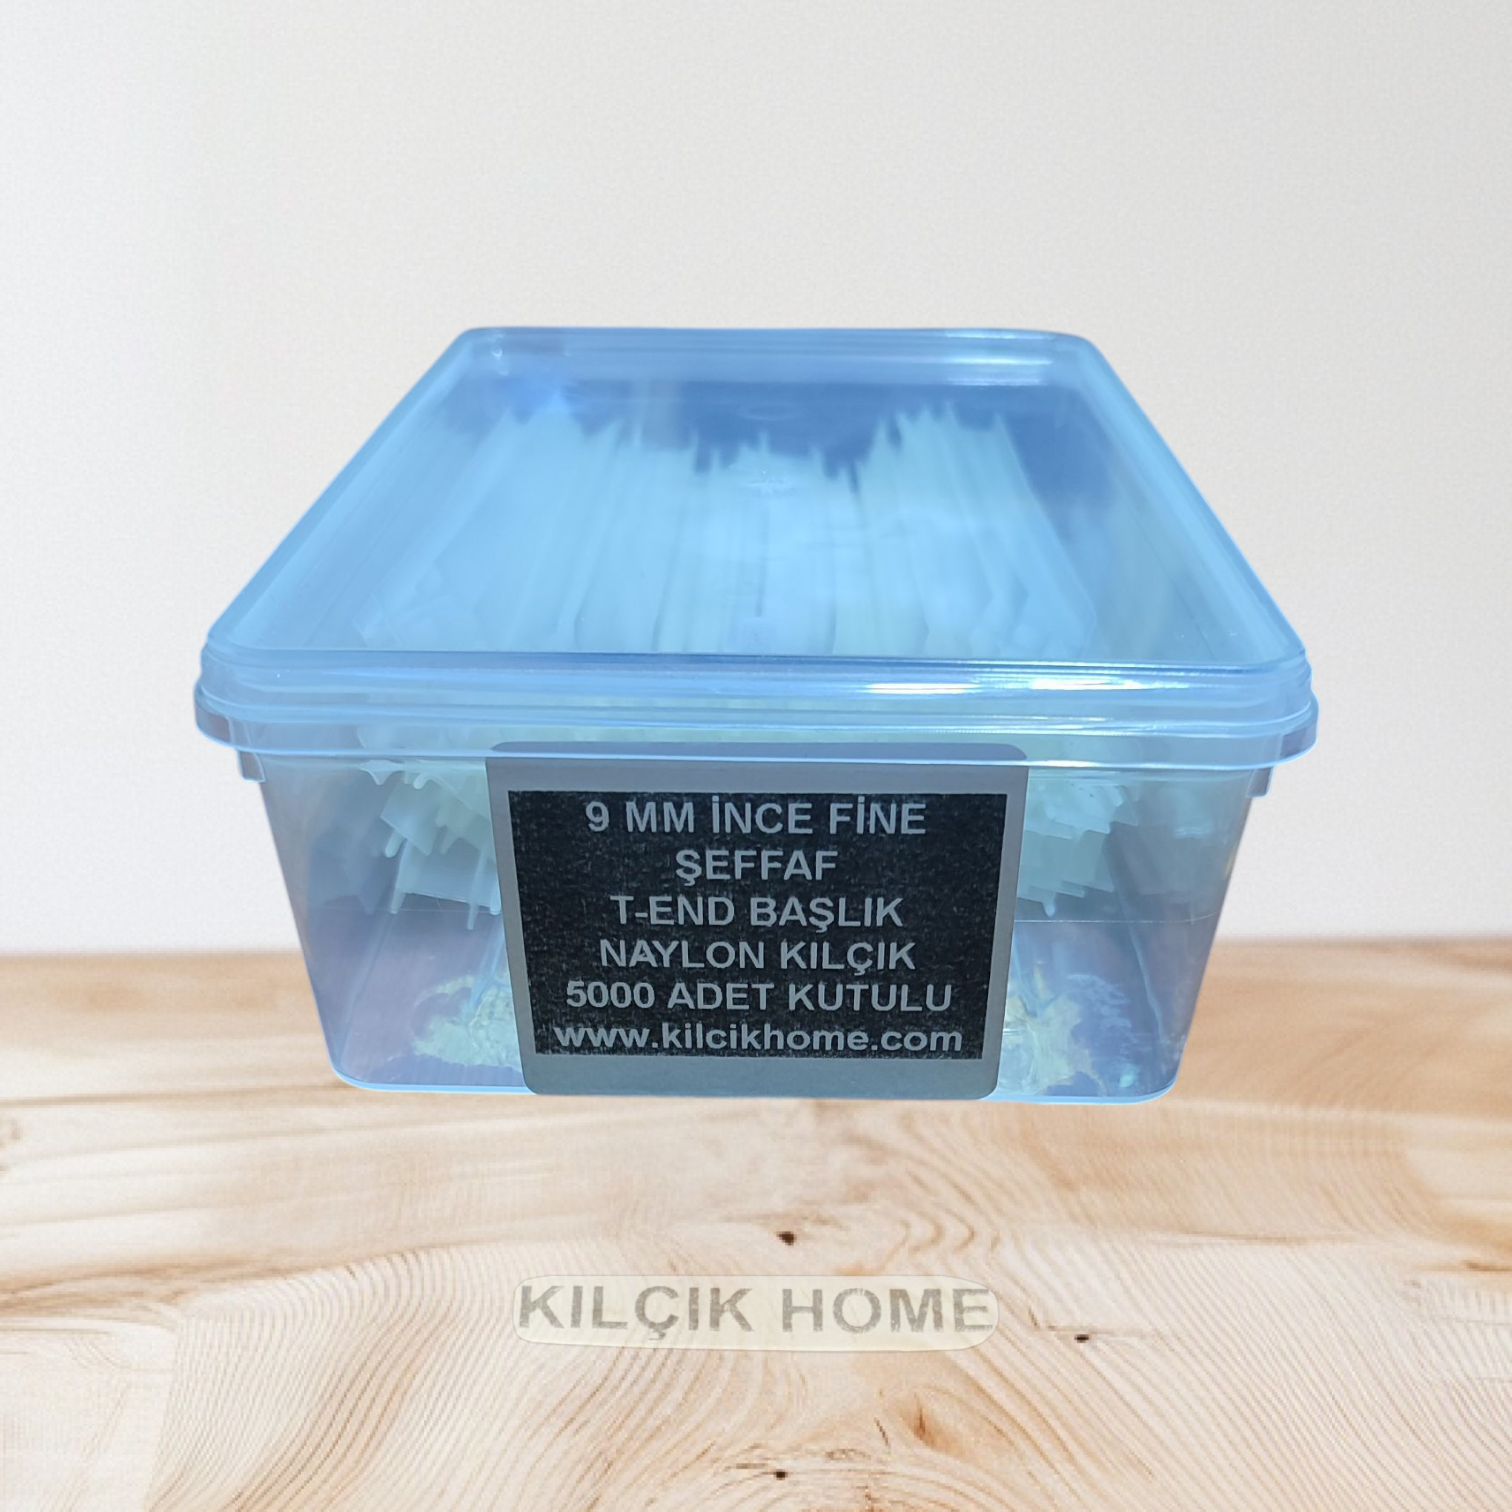 9 MM İNCE FİNE
ŞEFFAF
T-END BAŞLIK
NAYLON KILÇIK
5000 ADET KUTULU
www.kilcikhome.com
KILÇIK HOME